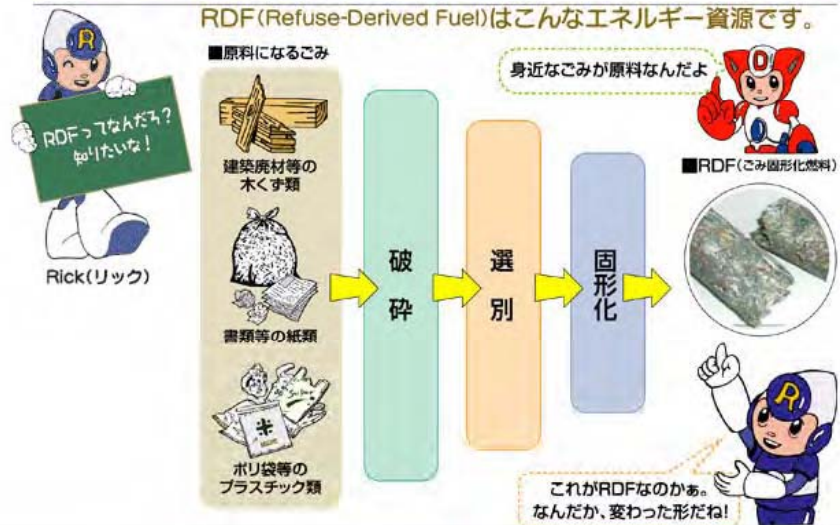 RDF(Refuse-Derived Fuel)はこんなエネルギー資源です。
R
RDFってなんだろ?
知りたいな!
Rick(リック)
■原料になるごみ
建築廃材等の
木くず類
書類等の紙類
米
ポリ袋等の
プラスチック類
破砕
選別
固形化
身近なごみが原料なんだよ
D
■RDF(ごみ固形化燃料)
R
これがRDFなのかぁ。
なんだか、変わった形だね!